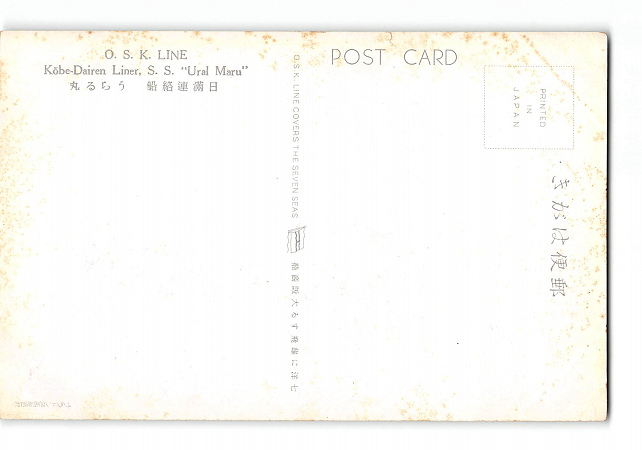 O. S. K. LINE
Kōbe-Dairen Liner, S. S. "Ural Maru"
日滿連絡船 うらる丸
O. S. K. LINE COVERS THE SEVEN SEAS
七洋に雄飛する大阪商船
POST CARD
PRINTED
IN
JAPAN
郵便はがき